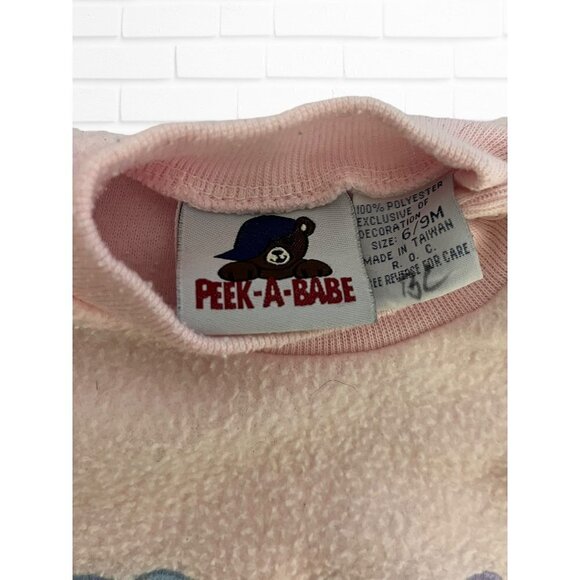 PEEK-A-BABE
100% POLYESTER
EXCLUSIVE OF
DECORATION
SIZE: 6/9M
MADE IN TAIWAN
R. O. C.
SEE REVERSE FOR CARE